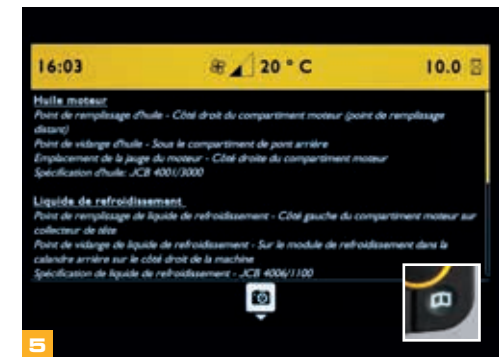 16:03 20 ° C 10.0
Huile moteur
Point de remplissage d'huile - Côté droit du compartiment moteur (point de remplissage
distant)
Point de vidange d'huile - Sous le compartiment de pont arrière
Emplacement de la jauge du moteur - Côté droite du compartiment moteur
Spécification d'huile: JCB 4001/3000
Liquide de refroidissement
Point de remplissage de liquide de refroidissement - Côté gauche du compartiment moteur sur
collecteur de tête
Point de vidange de liquide de refroidissement - Sur le module de refroidissement dans la
calandre arrière sur le côté droit de la machine
Spécification de liquide de refroidissement - JCB 4006/1100
5